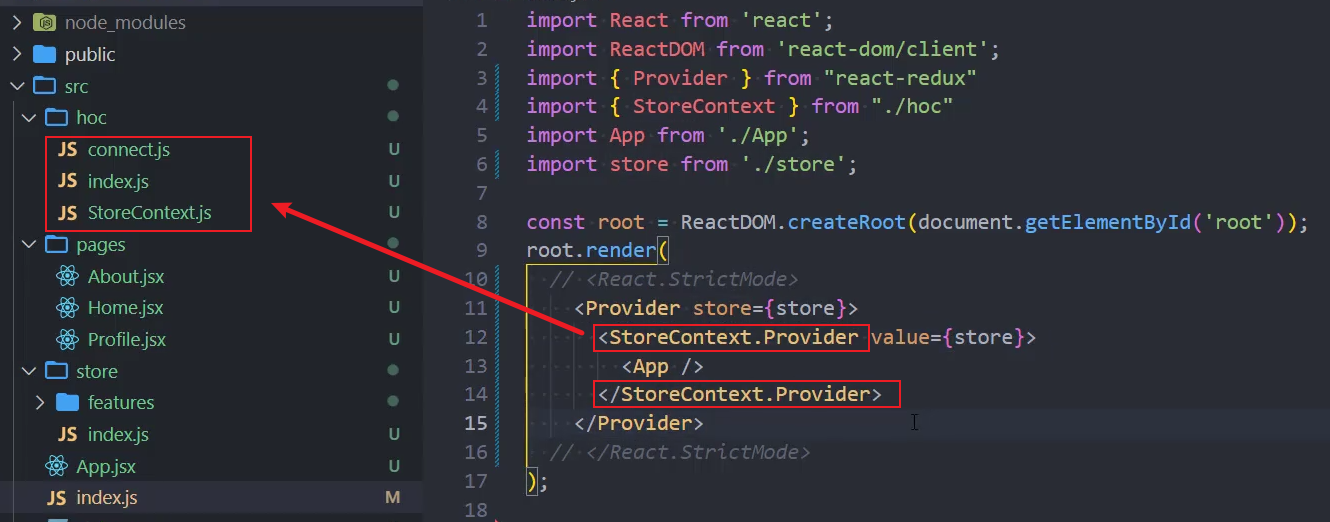 node_modules
public
src
hoc
JS connect.js U
JS index.js U
JS StoreContext.js U
pages
About.jsx U
Home.jsx U
Profile.jsx U
store
features
JS index.js U
App.jsx U
JS index.js M
1 import React from 'react';
2 import ReactDOM from 'react-dom/client';
3 import { Provider } from "react-redux"
4 import { StoreContext } from "./hoc"
5 import App from './App';
6 import store from './store';
7
8 const root = ReactDOM.createRoot(document.getElementById('root'));
9 root.render(
10 // <React.StrictMode>
11 <Provider store={store}>
12 <StoreContext.Provider value={store}>
13 <App />
14 </StoreContext.Provider>
15 </Provider>
16 // </React.StrictMode>
17 );
18